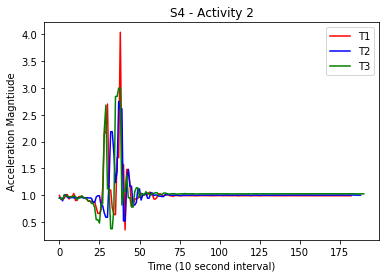 S4 - Activity 2
T1
T2
T3
Acceleration Magntiude
4.0
3.5
3.0
2.5
2.0
1.5
1.0
0.5
0 25 50 75 100 125 150 175
Time (10 second interval)